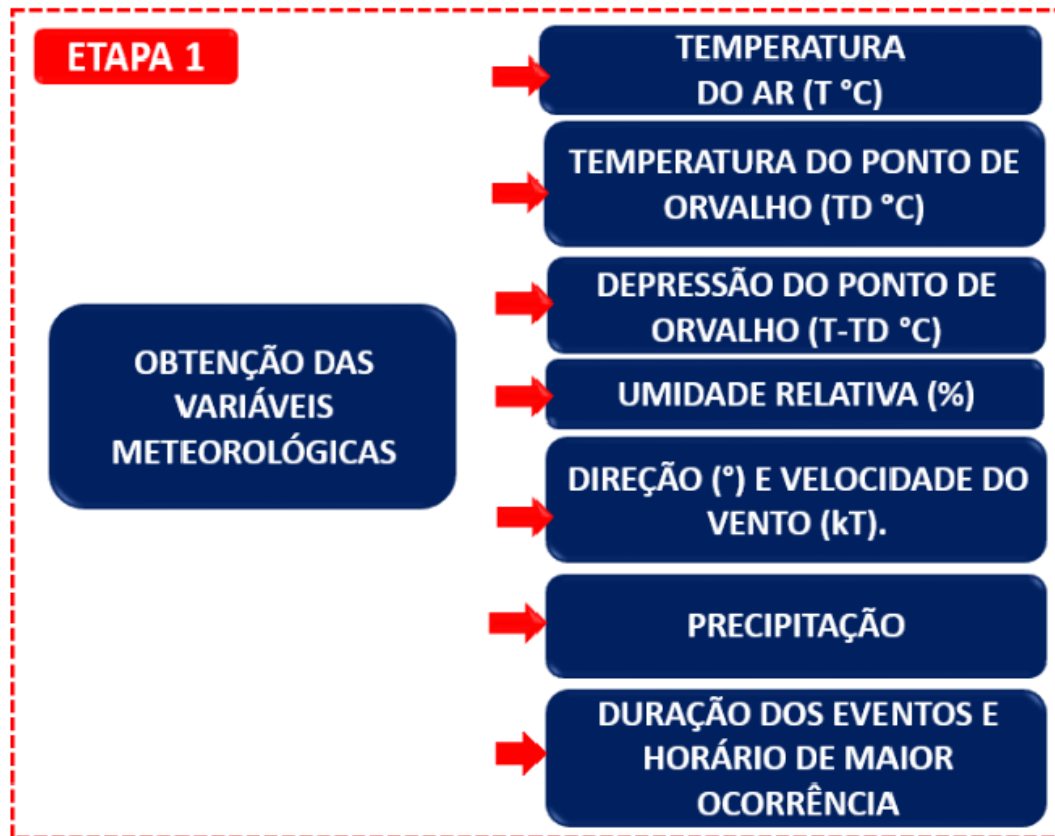 ETAPA 1
OBTENÇÃO DAS
VARIÁVEIS
METEOROLÓGICAS
TEMPERATURA
DO AR (T °C)
TEMPERATURA DO PONTO DE
ORVALHO (TD °C)
DEPRESSÃO DO PONTO DE
ORVALHO (T-TD °C)
UMIDADE RELATIVA (%)
DIREÇÃO (°) E VELOCIDADE DO
VENTO (kT).
PRECIPITAÇÃO
DURAÇÃO DOS EVENTOS E
HORÁRIO DE MAIOR
OCORRÊNCIA